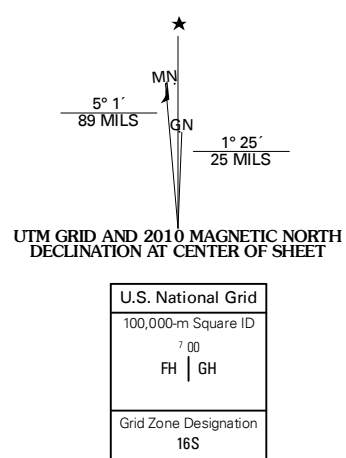 ★
MN
5° 1´
89 MILS
GN
1° 25´
25 MILS
UTM GRID AND 2010 MAGNETIC NORTH
DECLINATION AT CENTER OF SHEET
U.S. National Grid
100,000-m Square ID
7 00
FH | GH
Grid Zone Designation
16S